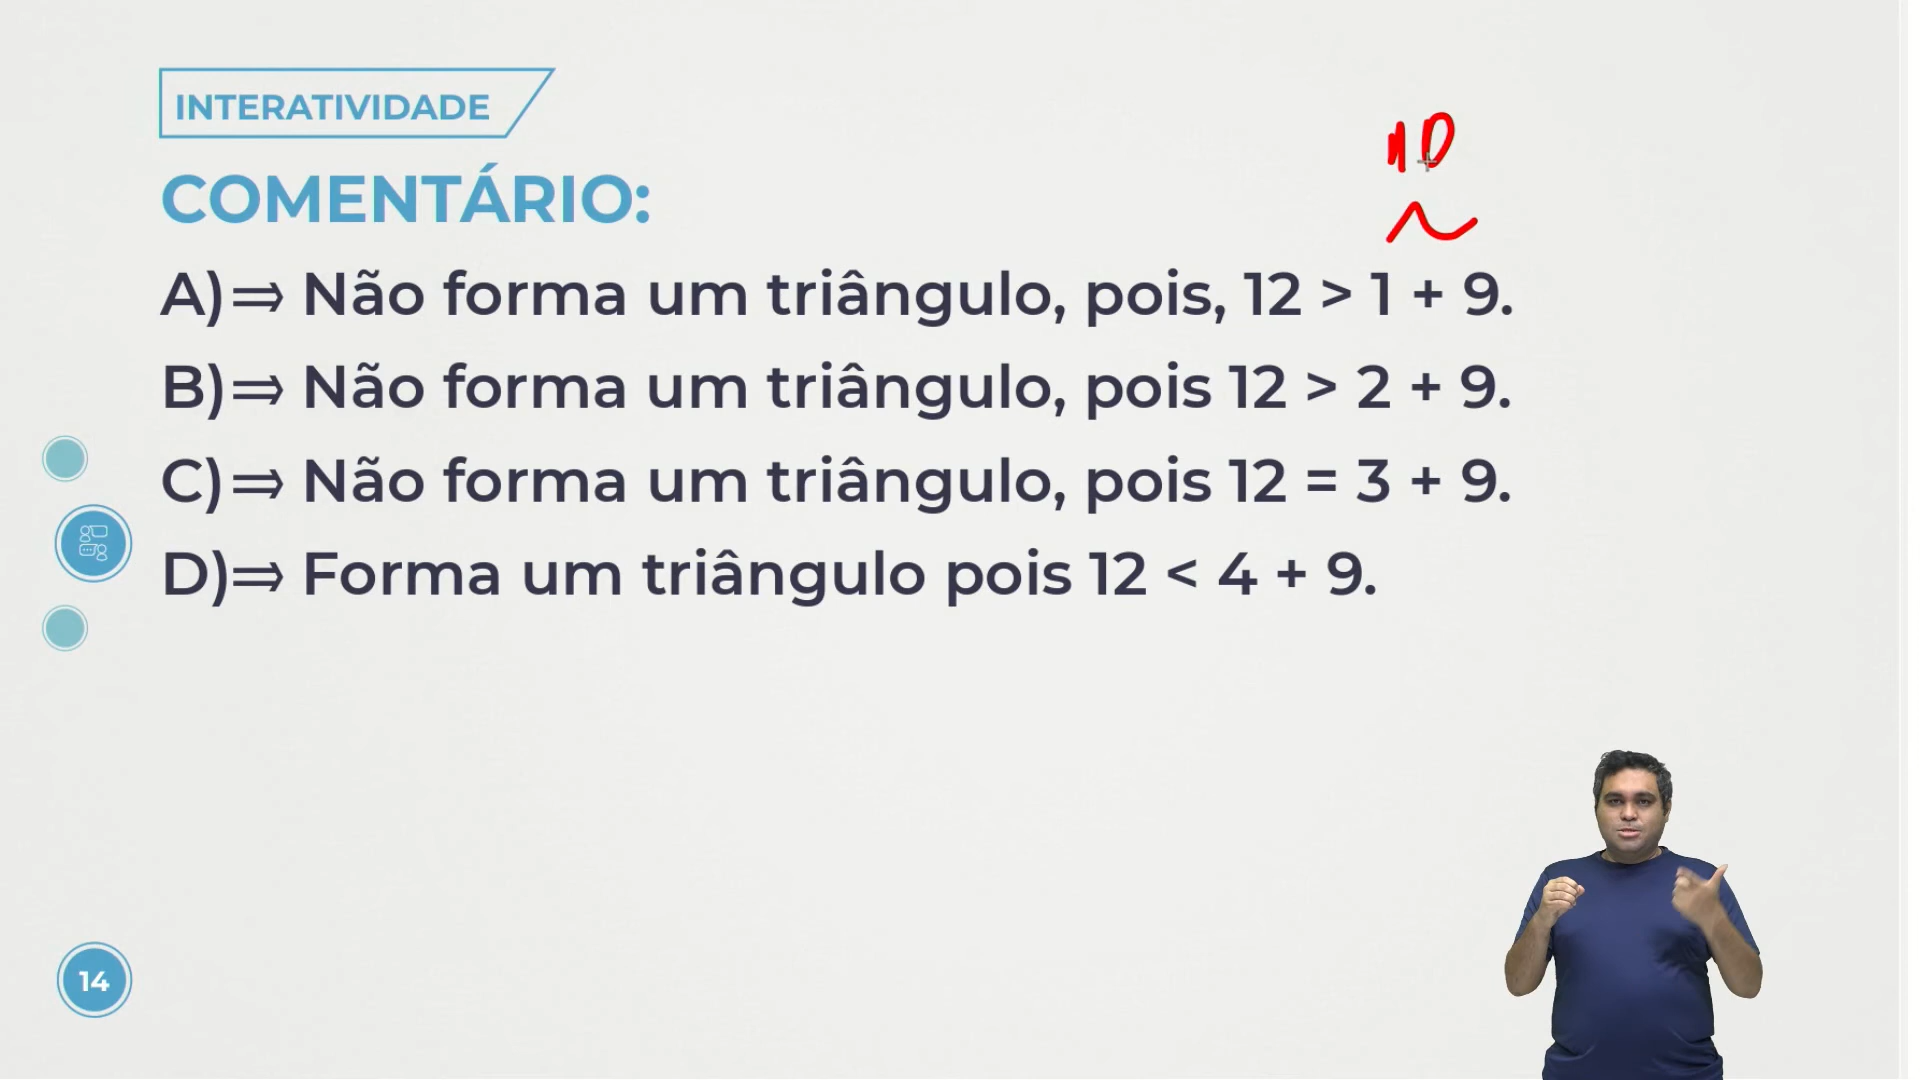 INTERATIVIDADE
10
COMENTÁRIO:
A)⇒ Não forma um triângulo, pois, 12 > 1 + 9.
B)⇒ Não forma um triângulo, pois 12 > 2 + 9.
C)⇒ Não forma um triângulo, pois 12 = 3 + 9.
D)⇒ Forma um triângulo pois 12 < 4 + 9.
14